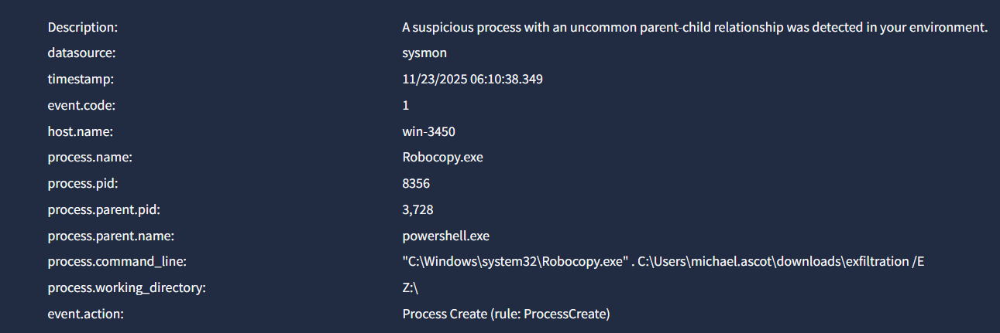 Description: A suspicious process with an uncommon parent-child relationship was detected in your environment.
datasource: sysmon
timestamp: 11/23/2025 06:10:38.349
event.code: 1
host.name: win-3450
process.name: Robocopy.exe
process.pid: 8356
process.parent.pid: 3,728
process.parent.name: powershell.exe
process.command_line: "C:\Windows\system32\Robocopy.exe" . C:\Users\michael.ascot\downloads\exfiltration /E
process.working_directory: Z:\
event.action: Process Create (rule: ProcessCreate)